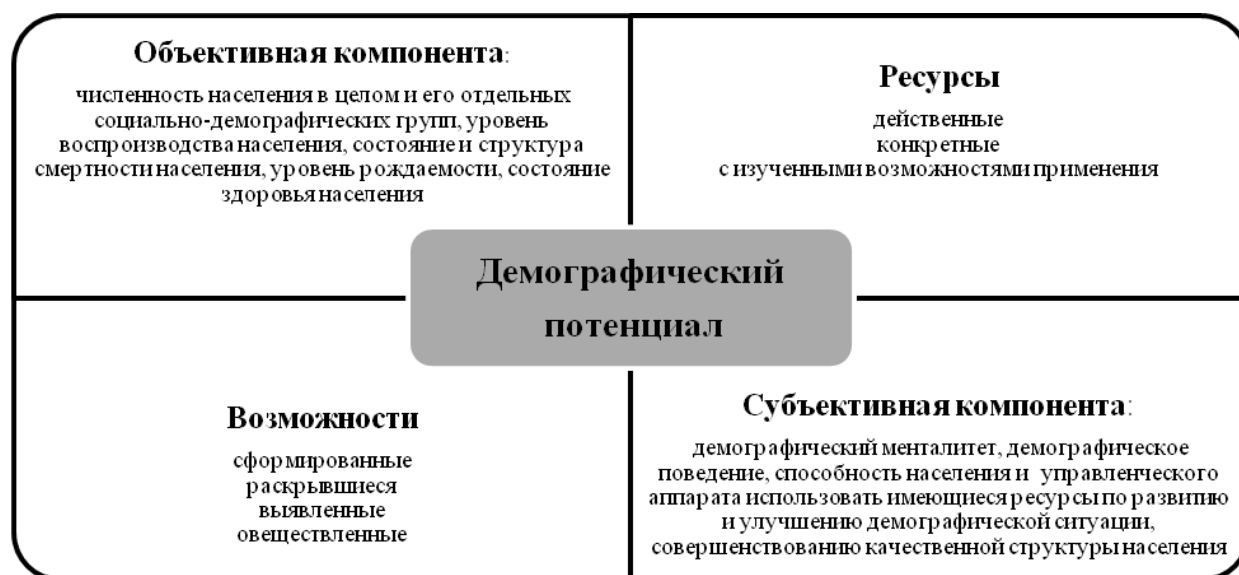 Объективная компонента:
численность населения в целом и его отдельных
социально-демографических групп, уровень
воспроизводства населения, состояние и структура
смертности населения, уровень рождаемости, состояние
здоровья населения
Ресурсы
действенные
конкретные
с изученными возможностями применения
Демографический
потенциал
Возможности
сформированные
раскрывшиеся
выявленные
овеществленные
Субъективная компонента:
демографический менталитет, демографическое
поведение, способность населения и управленческого
аппарата использовать имеющиеся ресурсы по развитию
и улучшению демографической ситуации,
совершенствованию качественной структуры населения